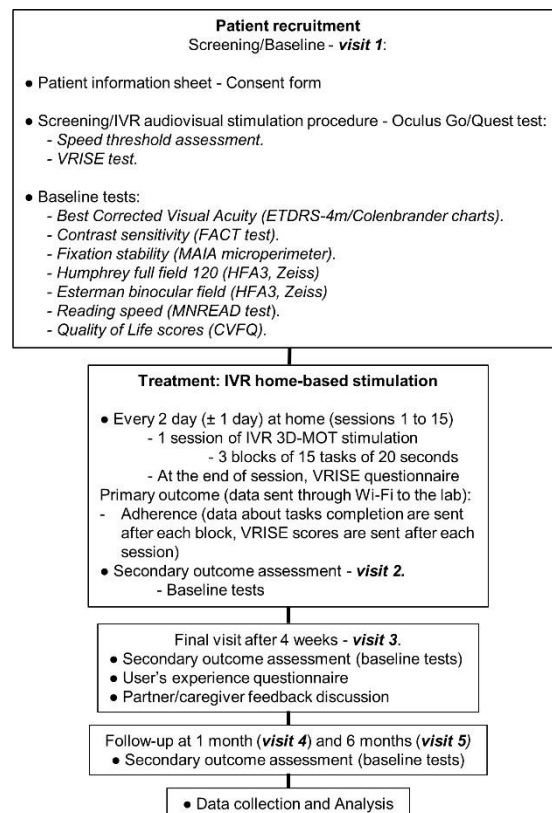 Patient recruitment
Screening/Baseline - visit 1:
● Patient information sheet - Consent form
● Screening/IVR audiovisual stimulation procedure - Oculus Go/Quest test:
- Speed threshold assessment.
- VRISE test.
● Baseline tests:
- Best Corrected Visual Acuity (ETDRS-4m/Colenbrander charts).
- Contrast sensitivity (FACT test).
- Fixation stability (MAIA microperimeter).
- Humphrey full field 120 (HFA3, Zeiss)
- Esterman binocular field (HFA3, Zeiss)
- Reading speed (MNREAD test).
- Quality of Life scores (CVFQ).
Treatment: IVR home-based stimulation
● Every 2 day (± 1 day) at home (sessions 1 to 15)
- 1 session of IVR 3D-MOT stimulation
- 3 blocks of 15 tasks of 20 seconds
- At the end of session, VRISE questionnaire
Primary outcome (data sent through Wi-Fi to the lab):
- Adherence (data about tasks completion are sent
after each block, VRISE scores are sent after each
session)
● Secondary outcome assessment - visit 2.
- Baseline tests
Final visit after 4 weeks - visit 3.
● Secondary outcome assessment (baseline tests)
● User's experience questionnaire
● Partner/caregiver feedback discussion
Follow-up at 1 month (visit 4) and 6 months (visit 5)
● Secondary outcome assessment (baseline tests)
● Data collection and Analysis